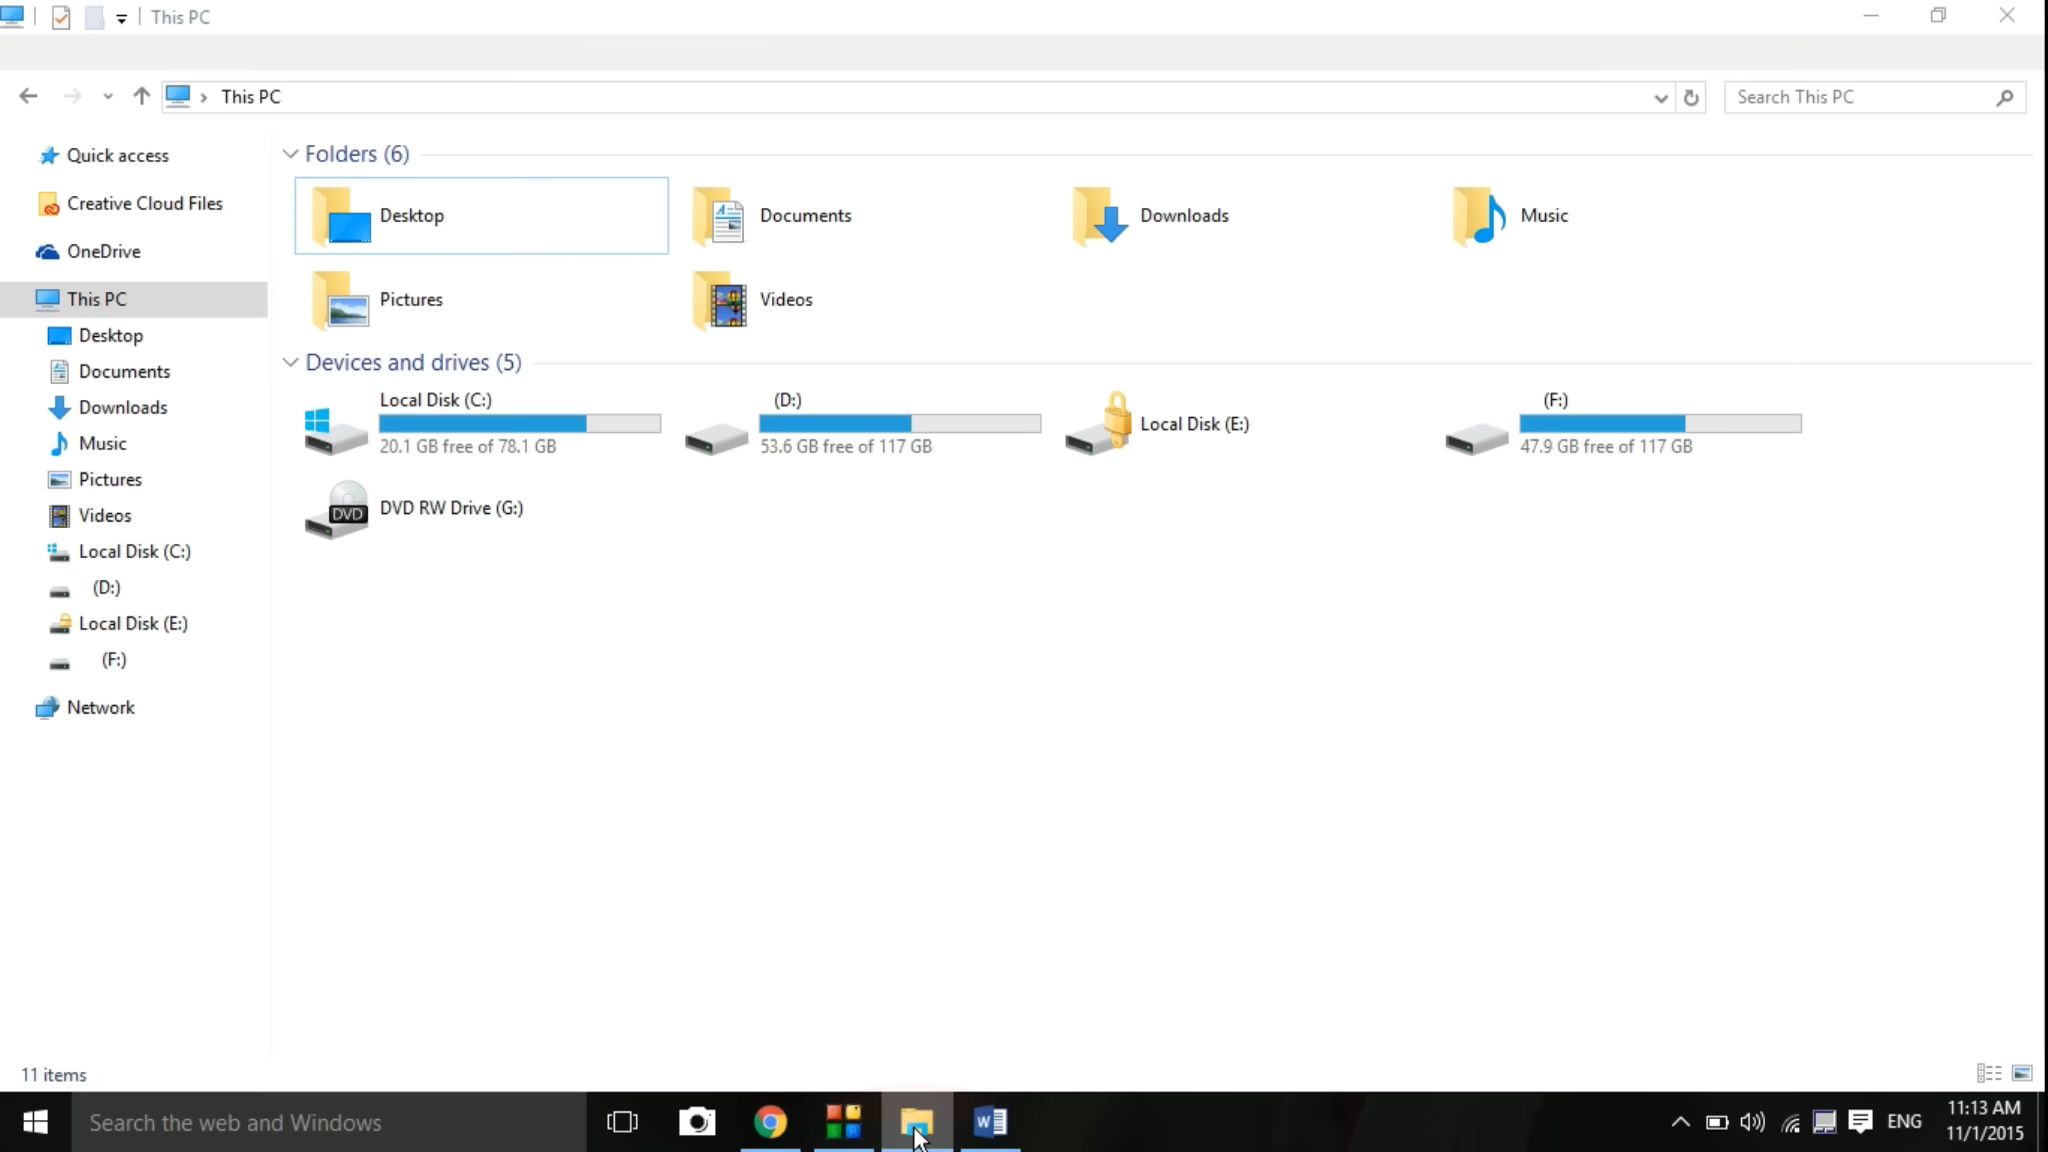 This PC
This PC
Search This PC
Quick access
Creative Cloud Files
OneDrive
This PC
Desktop
Documents
Downloads
Music
Pictures
Videos
Local Disk (C:)
(D:)
Local Disk (E:)
(F:)
Network
Folders (6)
Desktop
Documents
Downloads
Music
Pictures
Videos
Devices and drives (5)
Local Disk (C:)
20.1 GB free of 78.1 GB
(D:)
53.6 GB free of 117 GB
Local Disk (E:)
(F:)
47.9 GB free of 117 GB
DVD
DVD RW Drive (G:)
11 items
Search the web and Windows
W
ENG
11:13 AM
11/1/2015